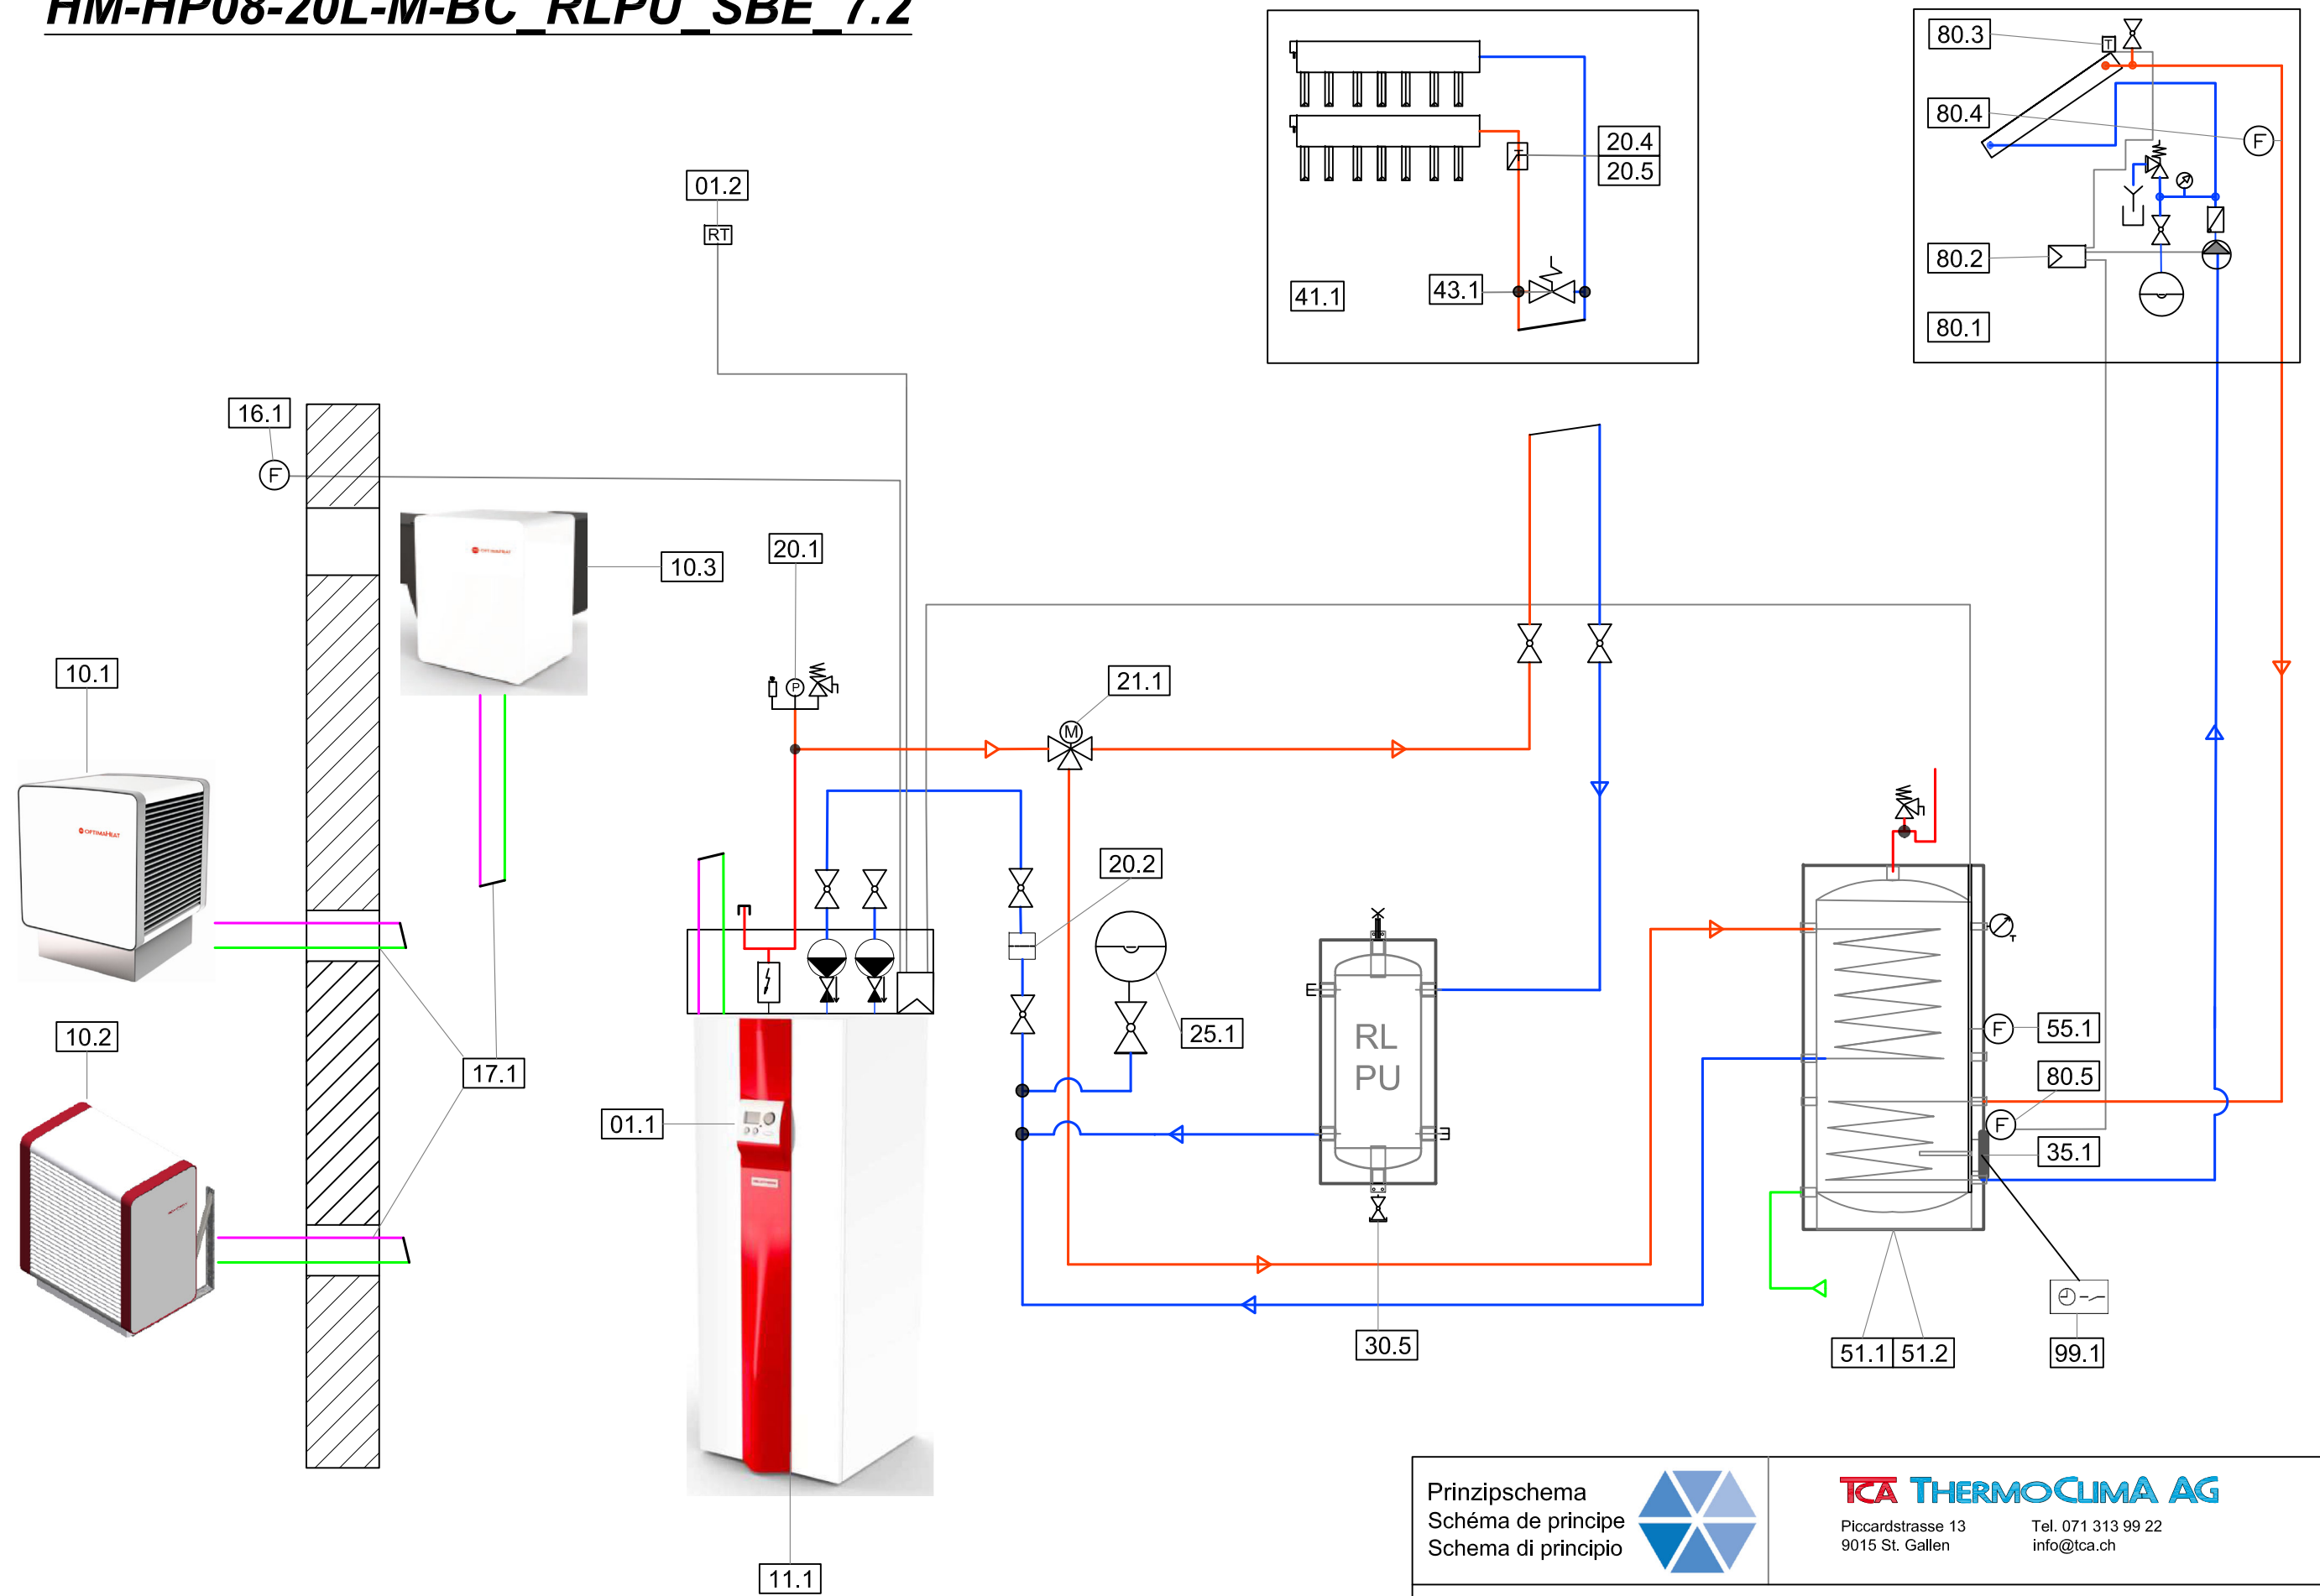 HM-HP08-20L-M-BC_RLPU_SBE_7.2
80.3
T
80.4
F
20.4
20.5
01.2
RT
80.2
41.1
43.1
80.1
16.1
F
10.3
20.1
OPTIMAHEAT
10.1
P
21.1
M
OPTIMAHEAT
20.2
T
10.2
25.1
RL
PU
F
55.1
17.1
80.5
01.1
F
35.1
30.5
51.1
51.2
99.1
11.1
Prinzipschema
Schéma de principe
Schema di principio
TCA THERMOCLIMA AG
Piccardstrasse 13
Tel. 071 313 99 22
9015 St. Gallen
info@tca.ch